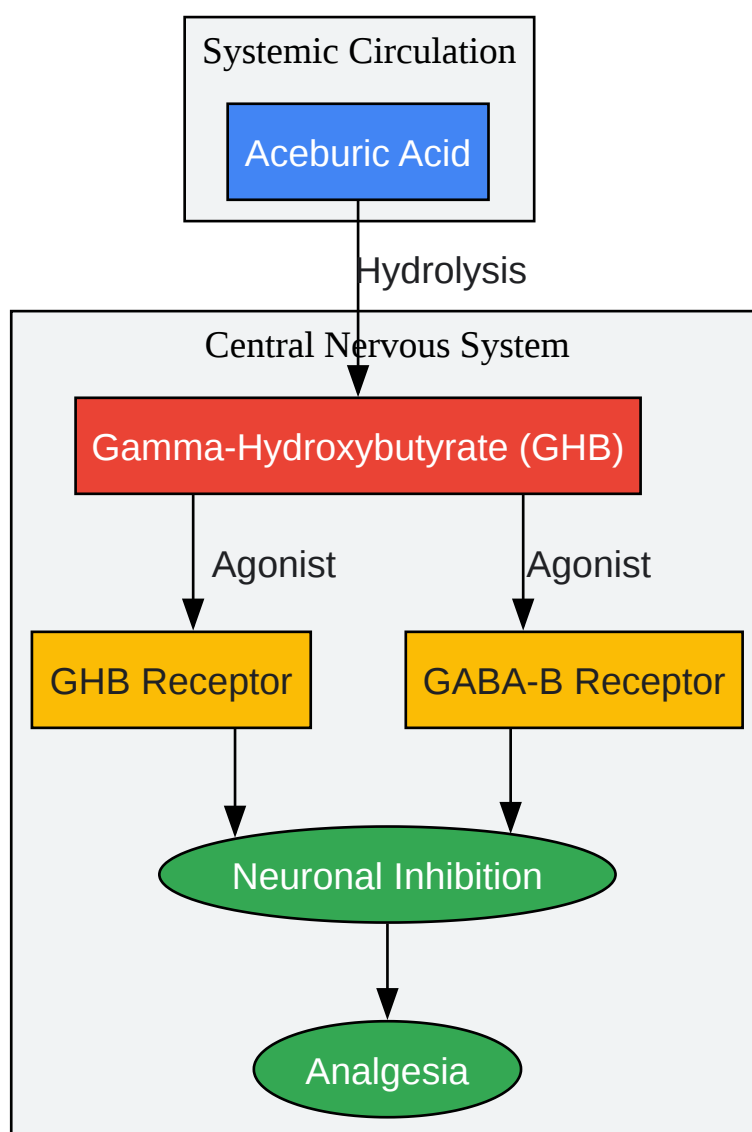 Systemic Circulation
Aceburic Acid
Hydrolysis
Central Nervous System
Gamma-Hydroxybutyrate (GHB)
Agonist
Agonist
GHB Receptor
GABA-B Receptor
Neuronal Inhibition
Analgesia